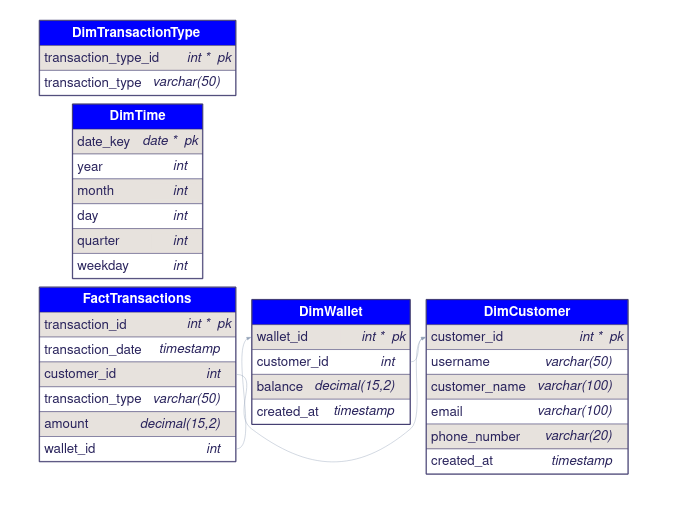 DimTransactionType
transaction_type_id int * pk
transaction_type varchar(50)
DimTime
date_key date * pk
year int
month int
day int
quarter int
weekday int
FactTransactions
transaction_id int * pk
transaction_date timestamp
customer_id int
transaction_type varchar(50)
amount decimal(15,2)
wallet_id int
DimWallet
wallet_id int * pk
customer_id int
balance decimal(15,2)
created_at timestamp
DimCustomer
customer_id int * pk
username varchar(50)
customer_name varchar(100)
email varchar(100)
phone_number varchar(20)
created_at timestamp